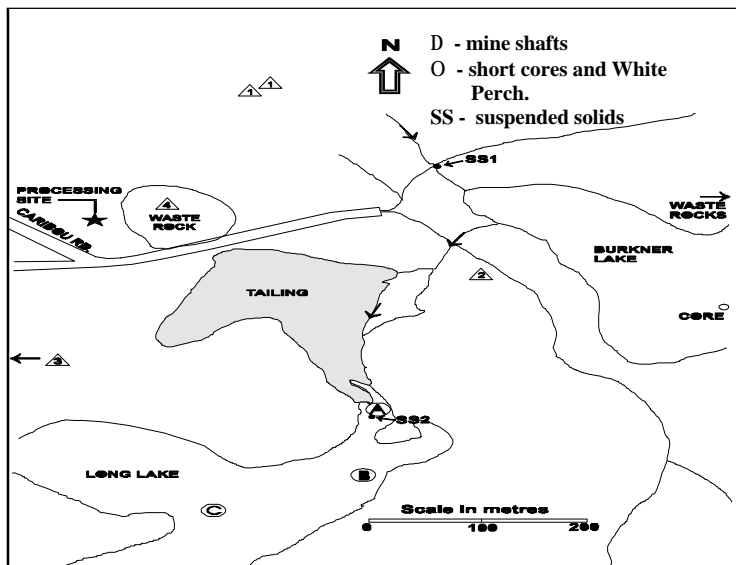 N
D - mine shafts
O - short cores and White
Perch.
SS - suspended solids
1
1
SS1
PROCESSING
SITE
4
WASTE
ROCK
CARIBOU RD.
WASTE
ROCKS
BURKNER
LAKE
2
TAILING
CORE
3
A
SS2
LONG LAKE
B
C
Scale in metres
0 100 200